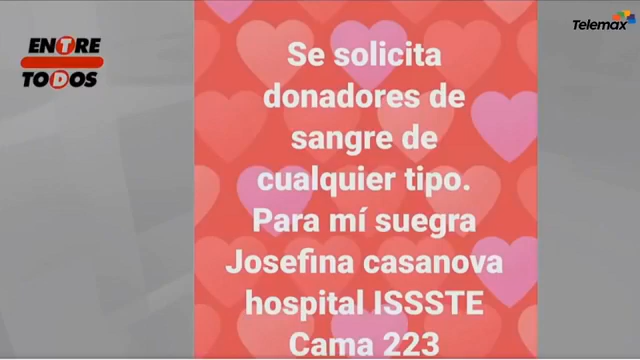 ENTRE
TODOS
Telemax
Se solicita
donadores de
sangre de
cualquier tipo.
Para mí suegra
Josefina casanova
hospital ISSSTE
Cama 223